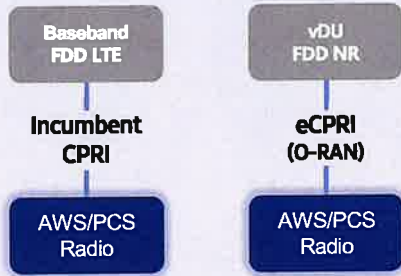 Baseband
FDD LTE
Incumbent
CPRI
AWS/PCS
Radio
vDU
FDD NR
eCPRI
(O-RAN)
AWS/PCS
Radio